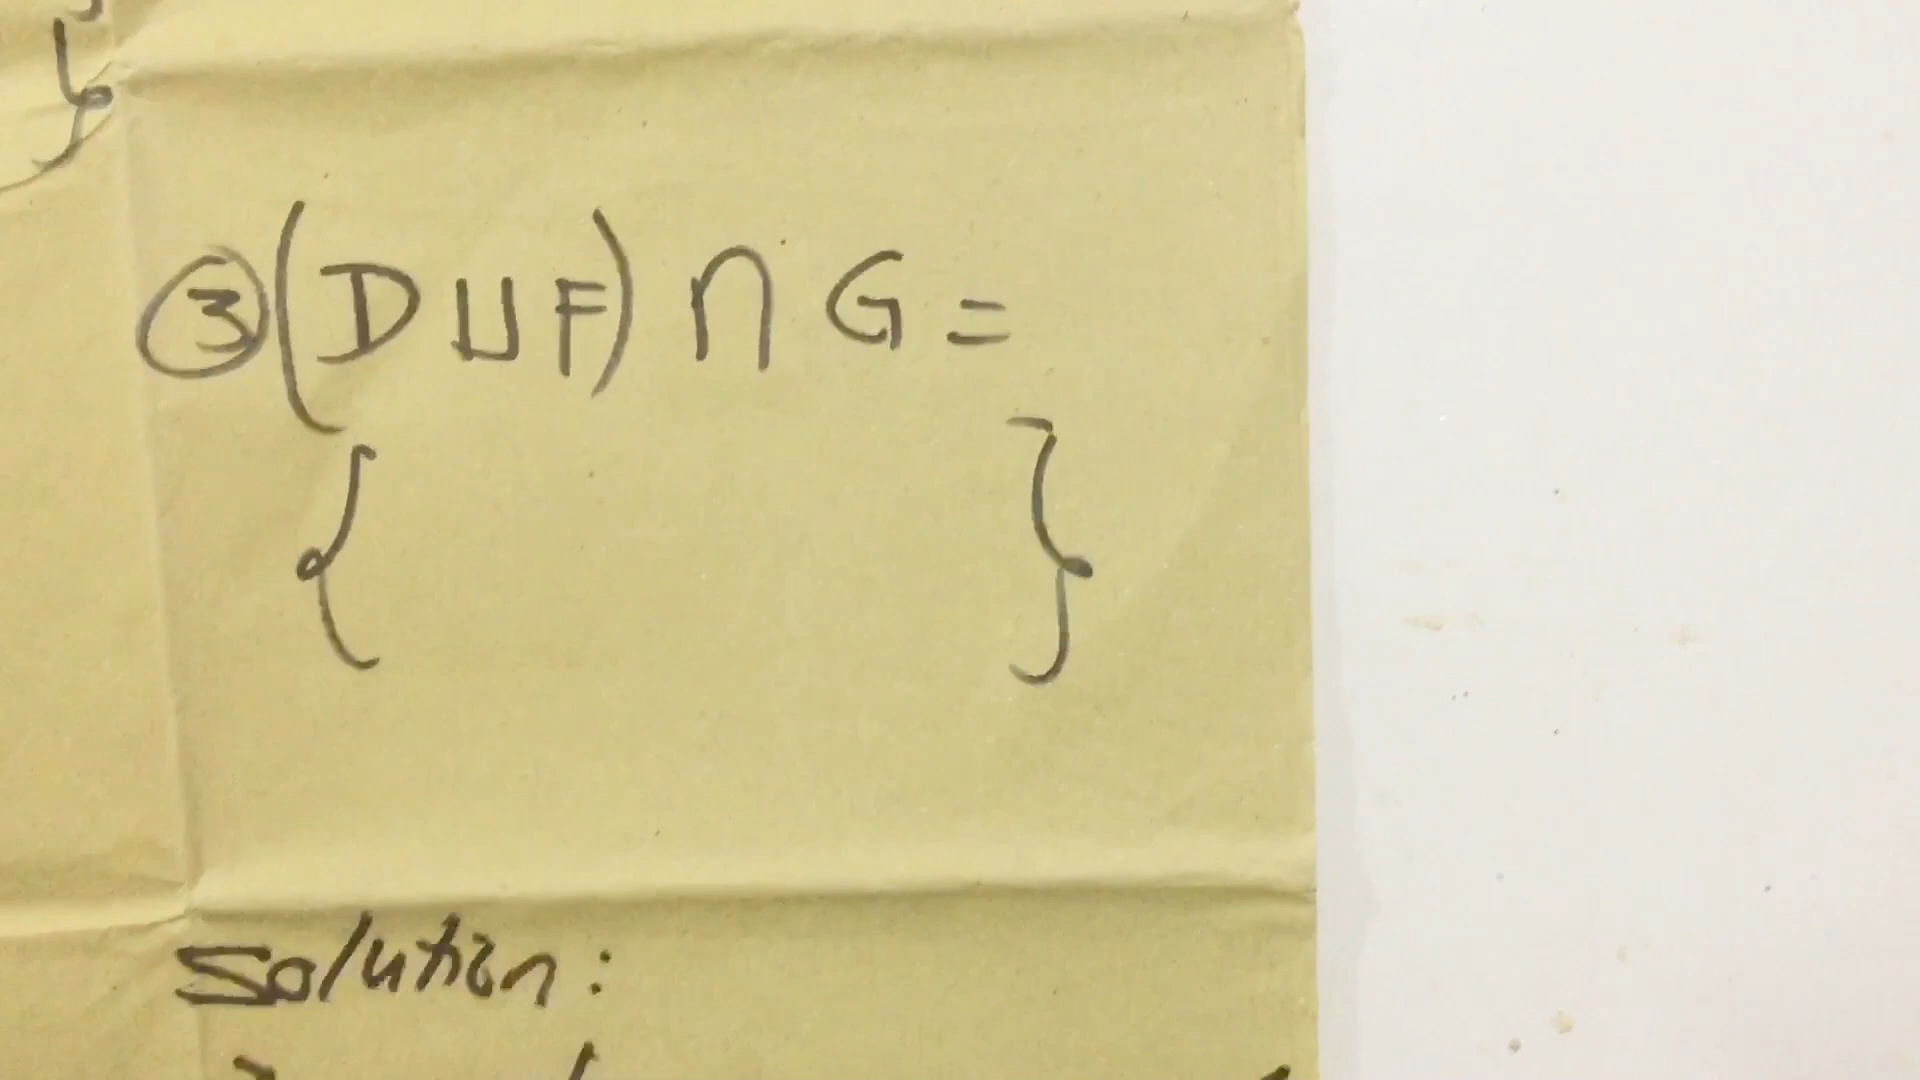 ③ (D ∪ F) ∩ G =
{ }
Solution: